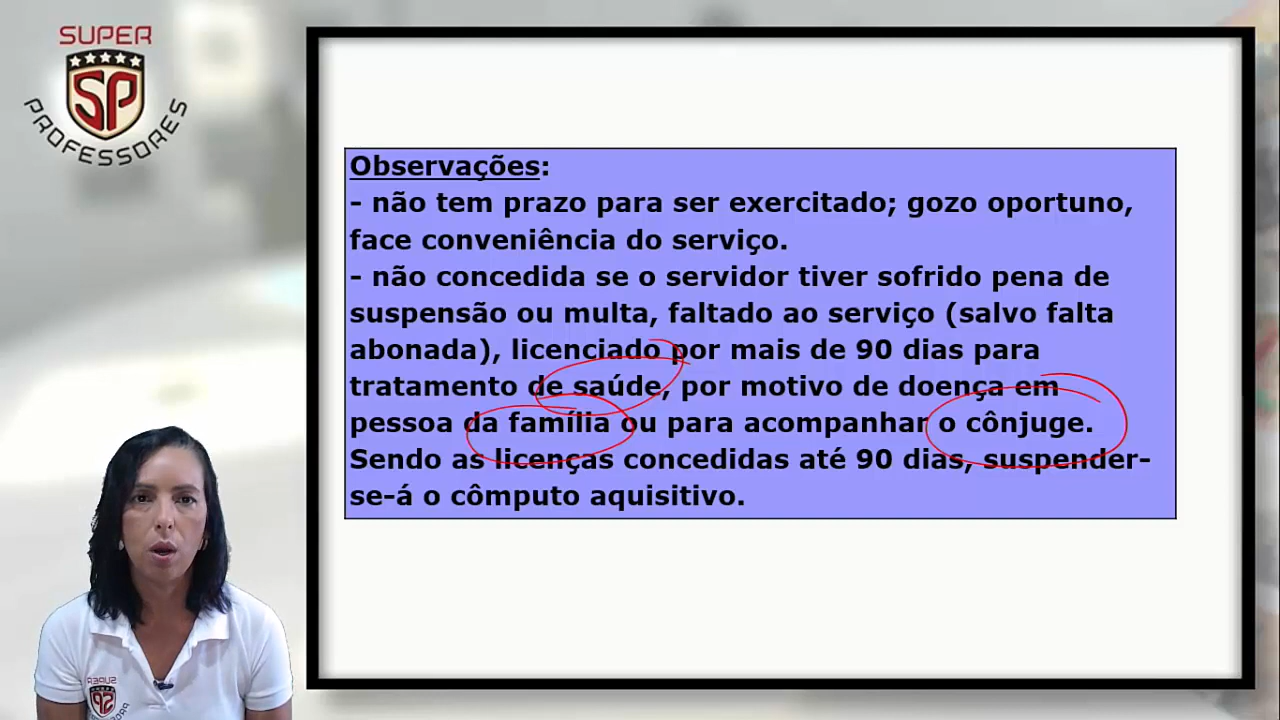 SUPER
SP
PROFESSORES
Observações:
- não tem prazo para ser exercitado; gozo oportuno,
face conveniência do serviço.
- não concedida se o servidor tiver sofrido pena de
suspensão ou multa, faltado ao serviço (salvo falta
abonada), licenciado por mais de 90 dias para
tratamento de saúde, por motivo de doença em
pessoa da família ou para acompanhar o cônjuge.
Sendo as licenças concedidas até 90 dias, suspender-
se-á o cômputo aquisitivo.